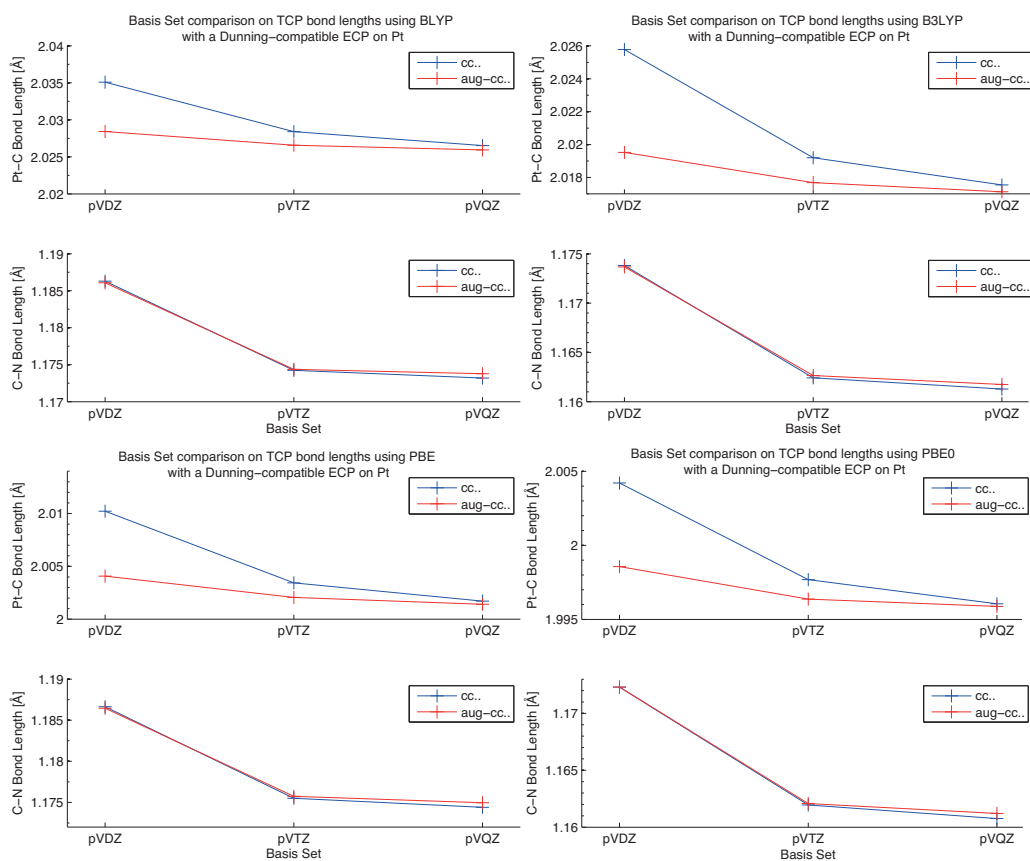 Basis Set comparison on TCP bond lengths using BLYP
with a Dunning−compatible ECP on Pt
Pt−C Bond Length [Å]
2.04
2.035
2.03
2.025
2.02
pVDZ
pVTZ
pVQZ
cc..
aug−cc..
C−N Bond Length [Å]
1.19
1.185
1.18
1.175
1.17
pVDZ
pVTZ
pVQZ
Basis Set
cc..
aug−cc..
Basis Set comparison on TCP bond lengths using B3LYP
with a Dunning−compatible ECP on Pt
Pt−C Bond Length [Å]
2.026
2.024
2.022
2.02
2.018
pVDZ
pVTZ
pVQZ
cc..
aug−cc..
C−N Bond Length [Å]
1.175
1.17
1.165
1.16
pVDZ
pVTZ
pVQZ
Basis Set
cc..
aug−cc..
Basis Set comparison on TCP bond lengths using PBE
with a Dunning−compatible ECP on Pt
Pt−C Bond Length [Å]
2.01
2.005
2
pVDZ
pVTZ
pVQZ
cc..
aug−cc..
C−N Bond Length [Å]
1.19
1.185
1.18
1.175
pVDZ
pVTZ
pVQZ
Basis Set
cc..
aug−cc..
Basis Set comparison on TCP bond lengths using PBE0
with a Dunning−compatible ECP on Pt
Pt−C Bond Length [Å]
2.005
2
1.995
pVDZ
pVTZ
pVQZ
cc..
aug−cc..
C−N Bond Length [Å]
1.17
1.165
1.16
pVDZ
pVTZ
pVQZ
Basis Set
cc..
aug−cc..